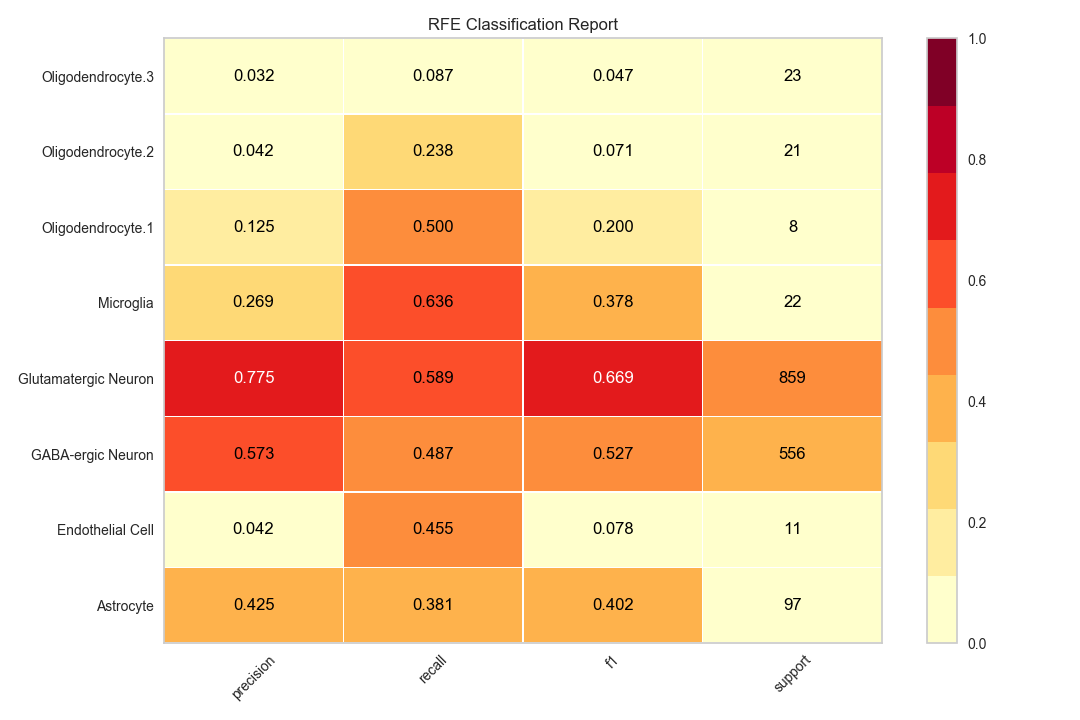 RFE Classification Report
Oligodendrocyte.3 0.032 0.087 0.047 23
Oligodendrocyte.2 0.042 0.238 0.071 21
Oligodendrocyte.1 0.125 0.500 0.200 8
Microglia 0.269 0.636 0.378 22
Glutamatergic Neuron 0.775 0.589 0.669 859
GABA-ergic Neuron 0.573 0.487 0.527 556
Endothelial Cell 0.042 0.455 0.078 11
Astrocyte 0.425 0.381 0.402 97
precision recall f1 support
1.0
0.8
0.6
0.4
0.2
0.0